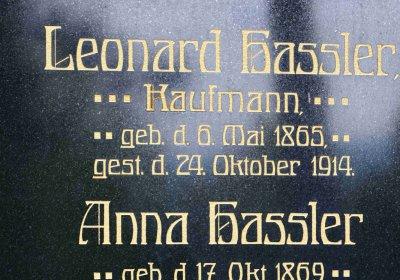 Leonard Hassler,
Kaufmann,
geb. d. 6. Mai 1865,
gest. d. 24. Oktober 1914.
Anna Hassler
geb. d. 17. Okt. 1869